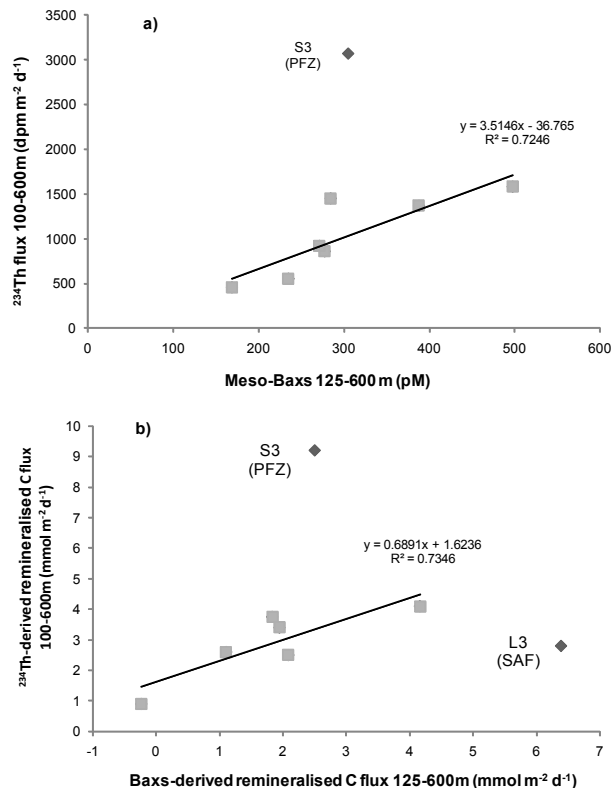 a)
S3
(PFZ)
y = 3.5146x - 36.765
R² = 0.7246
²³⁴Th flux 100-600m (dpm m⁻² d⁻¹)
3500
3000
2500
2000
1500
1000
500
0
0 100 200 300 400 500 600
Meso-Baxs 125-600 m (pM)
b)
S3
(PFZ)
y = 0.6891x + 1.6236
R² = 0.7346
L3
(SAF)
²³⁴Th-derived remineralised C flux
100-600m (mmol m⁻² d⁻¹)
10
9
8
7
6
5
4
3
2
1
0
-1 0 1 2 3 4 5 6 7
Baxs-derived remineralised C flux 125-600m (mmol m⁻² d⁻¹)